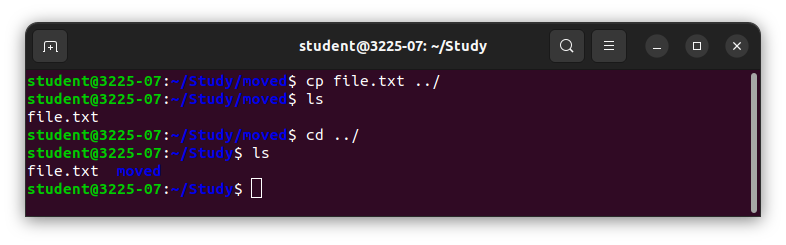 student@3225-07: ~/Study
student@3225-07:~/Study/moved$ cp file.txt ../
student@3225-07:~/Study/moved$ ls
file.txt
student@3225-07:~/Study/moved$ cd ../
student@3225-07:~/Study$ ls
file.txt  moved
student@3225-07:~/Study$